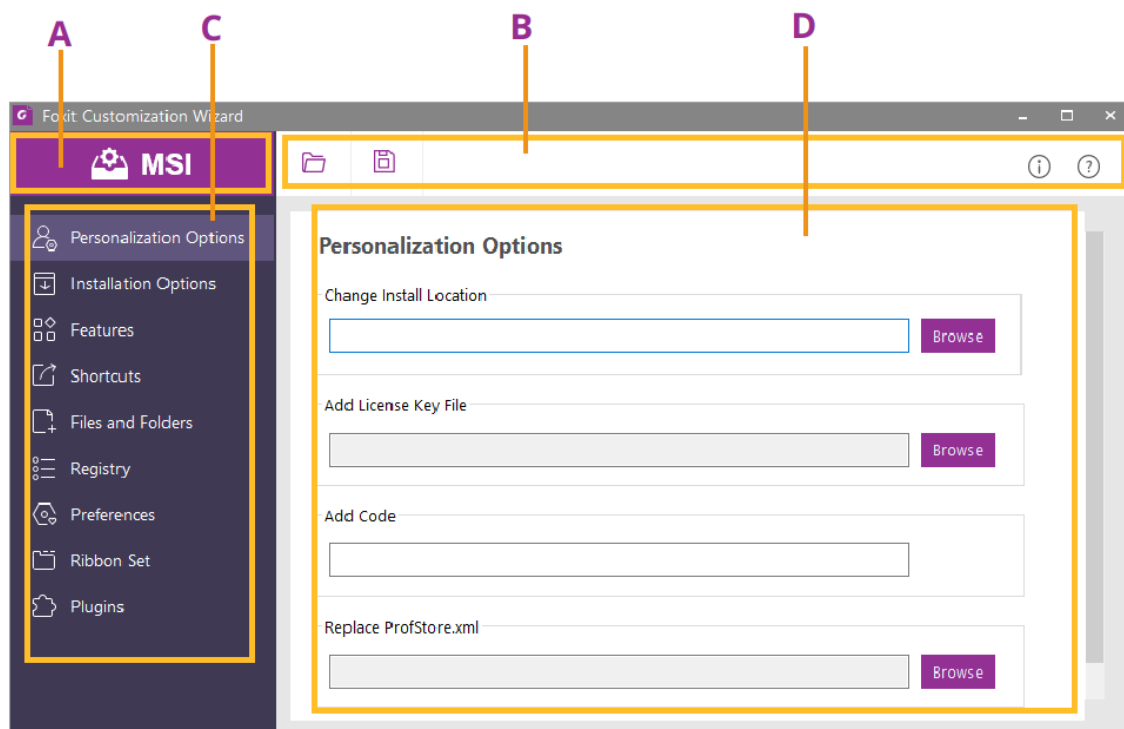 A
C
B
D
Foxit Customization Wizard
MSI
Personalization Options
Installation Options
Features
Shortcuts
Files and Folders
Registry
Preferences
Ribbon Set
Plugins
Personalization Options
Change Install Location
Browse
Add License Key File
Browse
Add Code
Replace ProfStore.xml
Browse